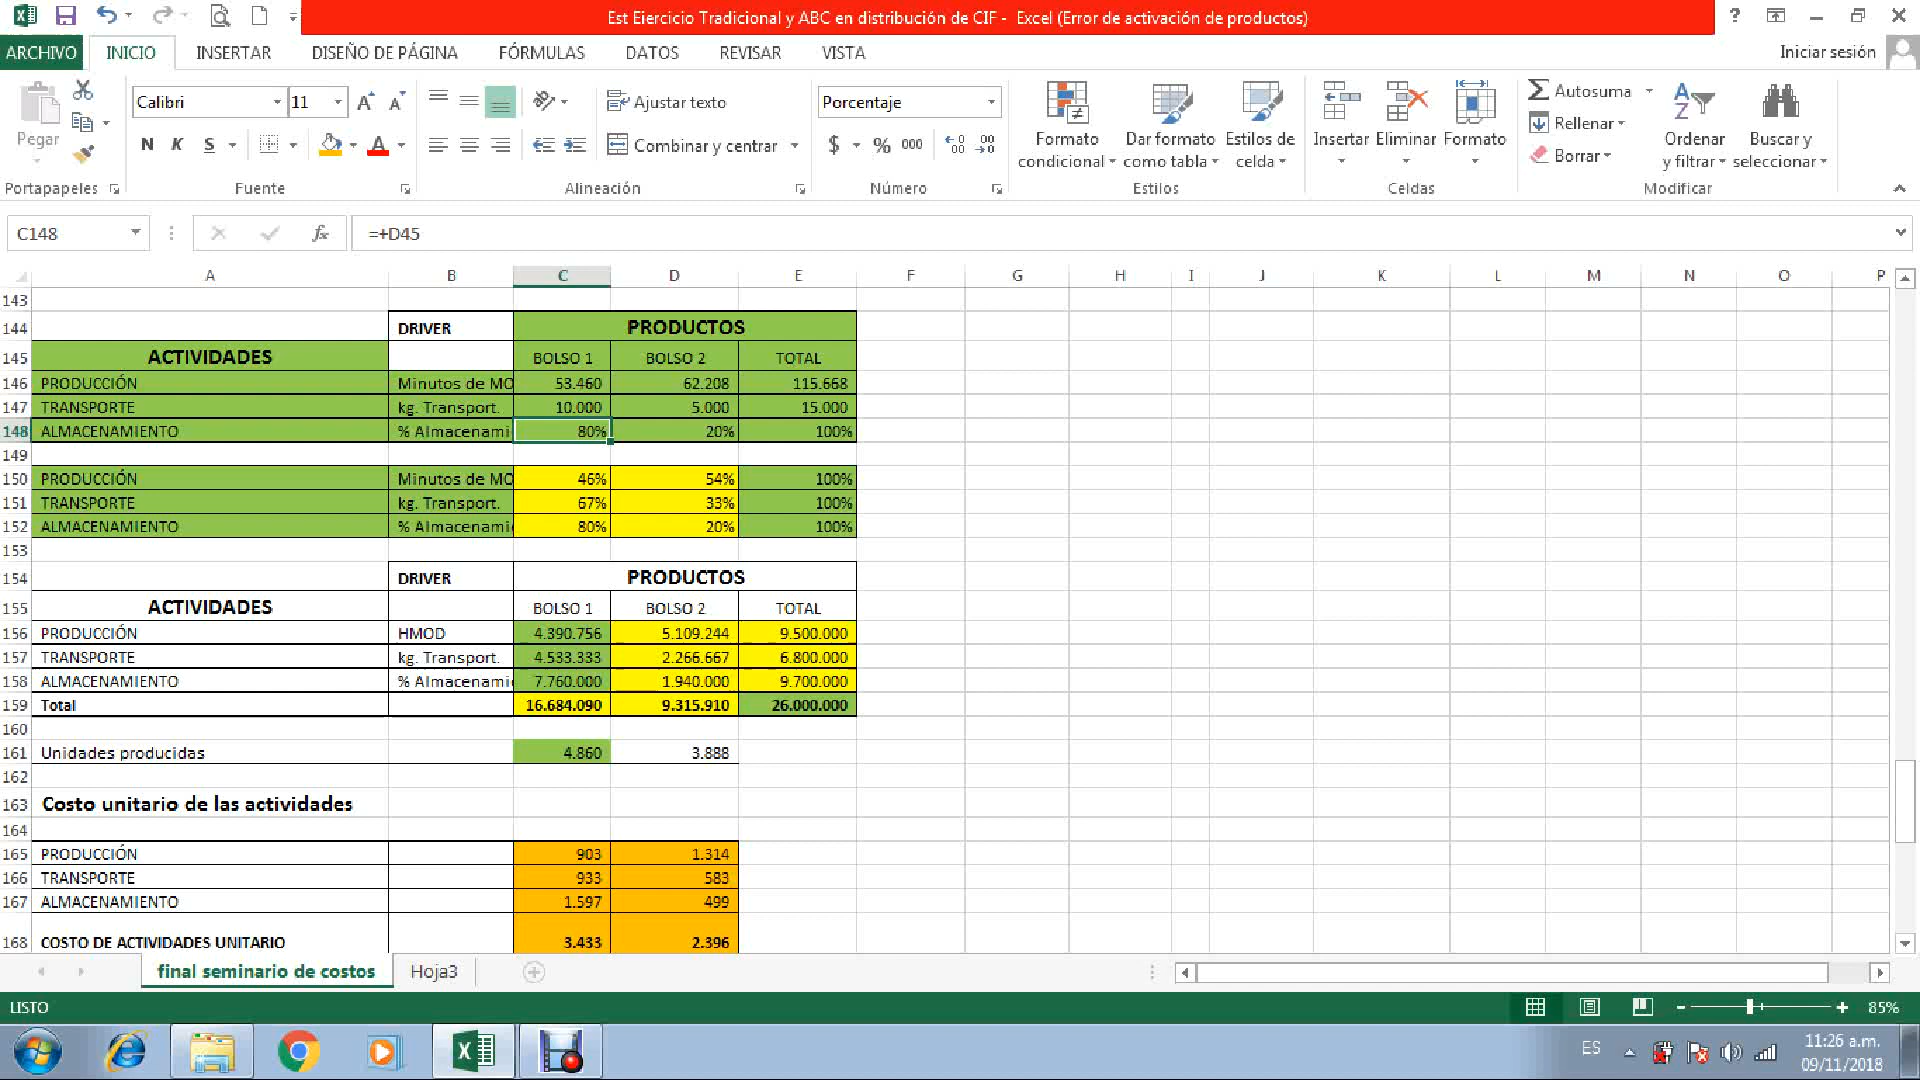 Est Ejercicio Tradicional y ABC en distribución de CIF - Excel (Error de activación de productos)
ARCHIVO INICIO INSERTAR DISEÑO DE PÁGINA FÓRMULAS DATOS REVISAR VISTA Iniciar sesión
Pegar
Calibri 11
N K S
Ajustar texto
Combinar y centrar
Porcentaje
$ % 000
Formato condicional
Dar formato como tabla
Estilos de celda
Insertar Eliminar Formato
Autosuma
Rellenar
Borrar
Ordenar y filtrar
Buscar y seleccionar
Portapapeles Fuente Alineación Número Estilos Celdas Modificar
C148 fx =+D45
A B C D E F G H I J K L M N O P
143
144 DRIVER PRODUCTOS
145 ACTIVIDADES BOLSO 1 BOLSO 2 TOTAL
146 PRODUCCIÓN Minutos de MO 53.460 62.208 115.668
147 TRANSPORTE kg. Transport. 10.000 5.000 15.000
148 ALMACENAMIENTO % Almacenami 80% 20% 100%
149
150 PRODUCCIÓN Minutos de MO 46% 54% 100%
151 TRANSPORTE kg. Transport. 67% 33% 100%
152 ALMACENAMIENTO % Almacenami 80% 20% 100%
153
154 DRIVER PRODUCTOS
155 ACTIVIDADES BOLSO 1 BOLSO 2 TOTAL
156 PRODUCCIÓN HMOD 4.390.756 5.109.244 9.500.000
157 TRANSPORTE kg. Transport. 4.533.333 2.266.667 6.800.000
158 ALMACENAMIENTO % Almacenami 7.760.000 1.940.000 9.700.000
159 Total 16.684.090 9.315.910 26.000.000
160
161 Unidades producidas 4.860 3.888
162
163 Costo unitario de las actividades
164
165 PRODUCCIÓN 903 1.314
166 TRANSPORTE 933 583
167 ALMACENAMIENTO 1.597 499
168 COSTO DE ACTIVIDADES UNITARIO 3.433 2.396
final seminario de costos Hoja3
LISTO 85%
ES 11:26 a.m.
09/11/2018